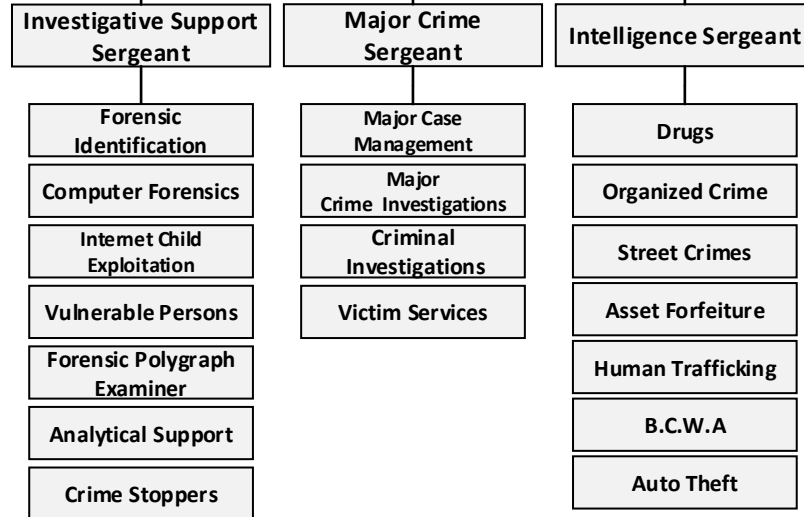 Investigative Support
Sergeant
Forensic
Identification
Computer Forensics
Internet Child
Exploitation
Vulnerable Persons
Forensic Polygraph
Examiner
Analytical Support
Crime Stoppers
Major Crime
Sergeant
Major Case
Management
Major
Crime Investigations
Criminal
Investigations
Victim Services
Intelligence Sergeant
Drugs
Organized Crime
Street Crimes
Asset Forfeiture
Human Trafficking
B.C.W.A
Auto Theft